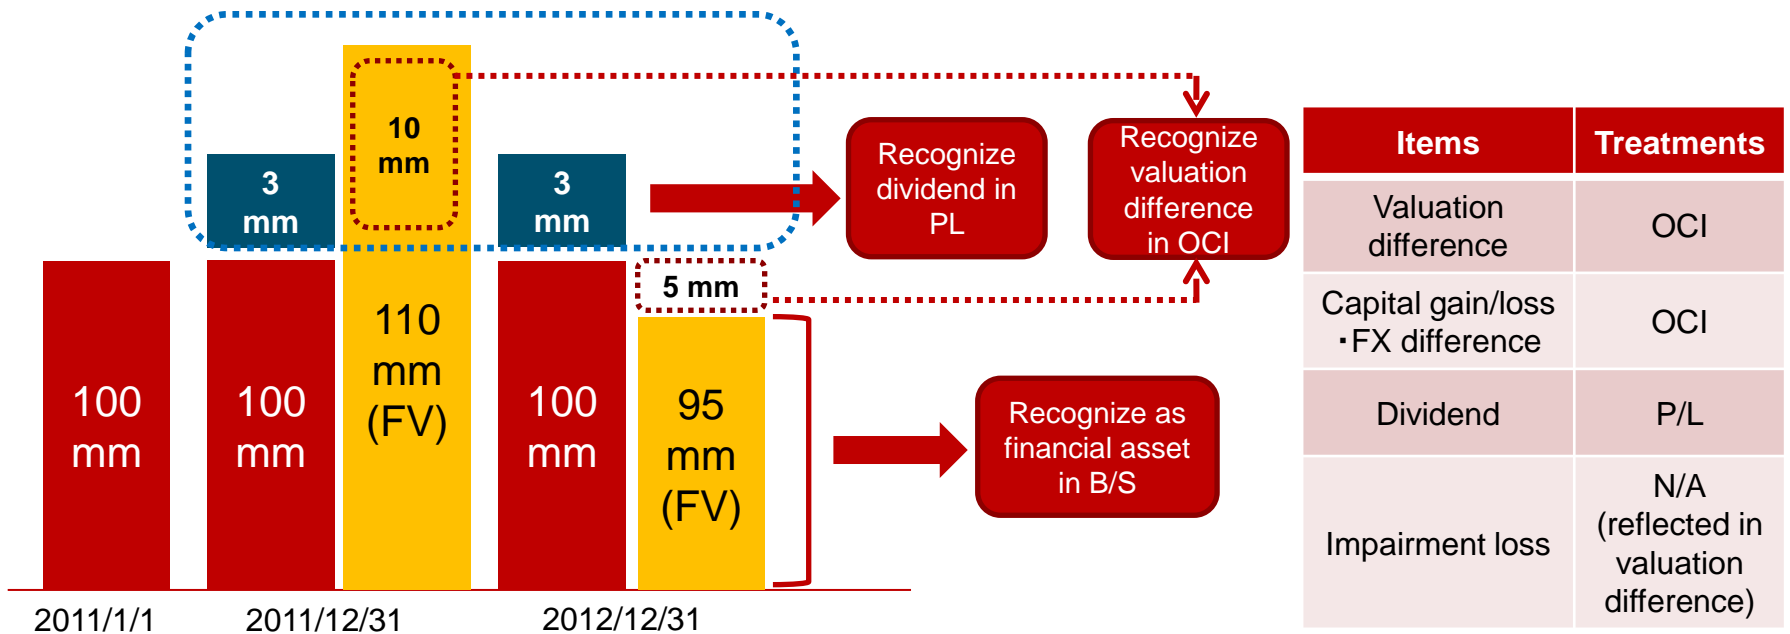 3
mm
10
mm
3
mm
Recognize
dividend in
PL
Recognize
valuation
difference
in OCI
5 mm
100
mm
100
mm
110
mm
(FV)
100
mm
95
mm
(FV)
Recognize as
financial asset
in B/S
2011/1/1
2011/12/31
2012/12/31
Items
Treatments
Valuation
difference
OCI
Capital gain/loss
・FX difference
OCI
Dividend
P/L
Impairment loss
N/A
(reflected in
valuation
difference)